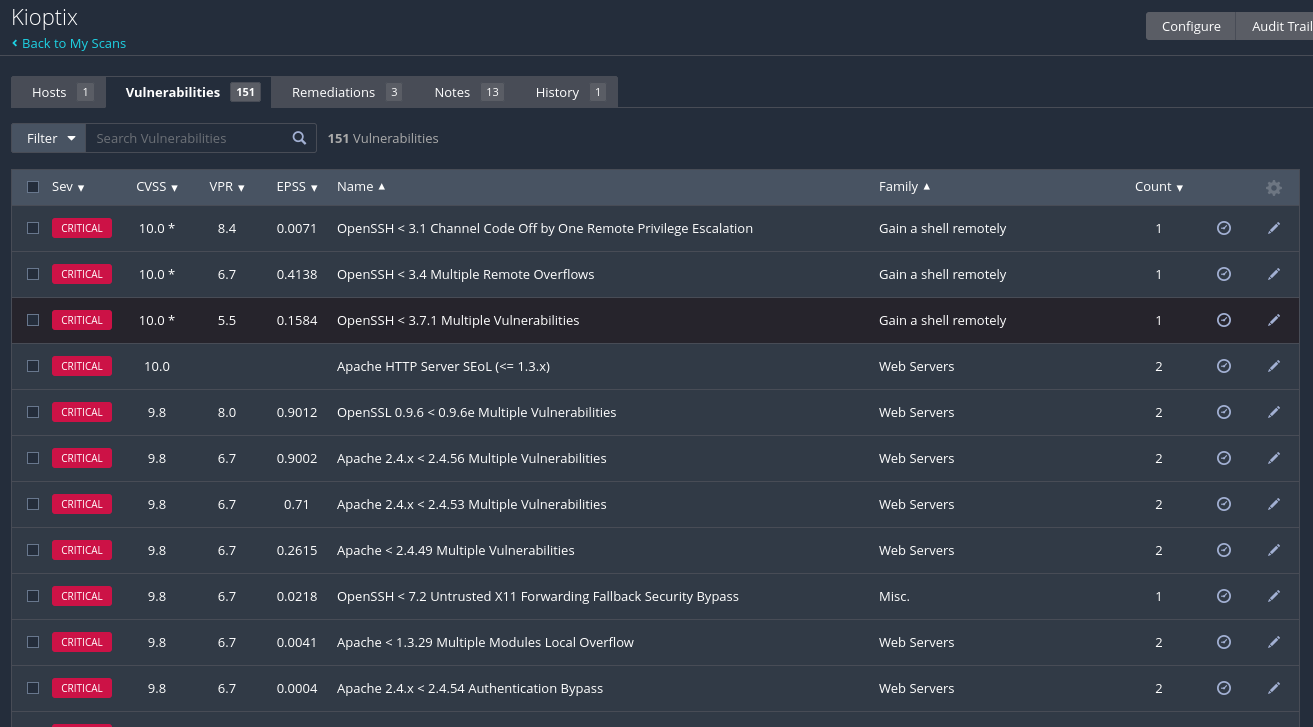 Kioptix
Back to My Scans
Configure Audit Trail
Hosts 1 Vulnerabilities 151 Remediations 3 Notes 13 History 1
Filter Search Vulnerabilities 151 Vulnerabilities
Sev CVSS VPR EPSS Name Family Count
CRITICAL 10.0 * 8.4 0.0071 OpenSSH < 3.1 Channel Code Off by One Remote Privilege Escalation Gain a shell remotely 1
CRITICAL 10.0 * 6.7 0.4138 OpenSSH < 3.4 Multiple Remote Overflows Gain a shell remotely 1
CRITICAL 10.0 * 5.5 0.1584 OpenSSH < 3.7.1 Multiple Vulnerabilities Gain a shell remotely 1
CRITICAL 10.0 Apache HTTP Server SEoL (<= 1.3.x) Web Servers 2
CRITICAL 9.8 8.0 0.9012 OpenSSL 0.9.6 < 0.9.6e Multiple Vulnerabilities Web Servers 2
CRITICAL 9.8 6.7 0.9002 Apache 2.4.x < 2.4.56 Multiple Vulnerabilities Web Servers 2
CRITICAL 9.8 6.7 0.71 Apache 2.4.x < 2.4.53 Multiple Vulnerabilities Web Servers 2
CRITICAL 9.8 6.7 0.2615 Apache < 2.4.49 Multiple Vulnerabilities Web Servers 2
CRITICAL 9.8 6.7 0.0218 OpenSSH < 7.2 Untrusted X11 Forwarding Fallback Security Bypass Misc. 1
CRITICAL 9.8 6.7 0.0041 Apache < 1.3.29 Multiple Modules Local Overflow Web Servers 2
CRITICAL 9.8 6.7 0.0004 Apache 2.4.x < 2.4.54 Authentication Bypass Web Servers 2